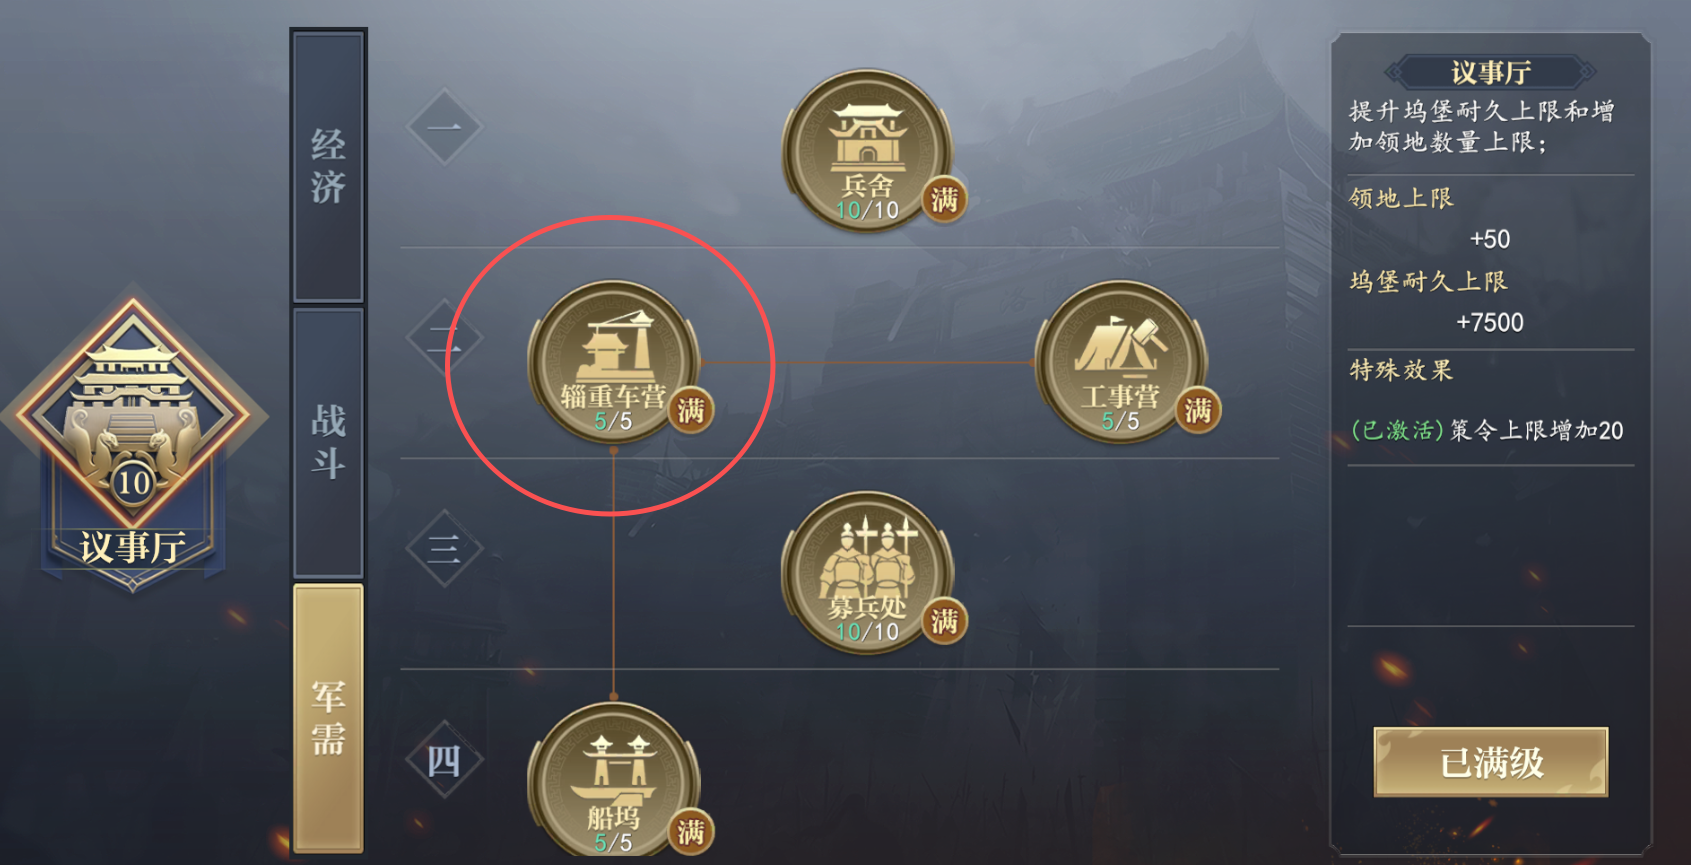 经济
战斗
军需
10
议事厅
一
兵舍
10/10
满
二
辎重车营
5/5
满
工事营
5/5
满
三
募兵处
10/10
满
四
船坞
5/5
满
议事厅
提升坞堡耐久上限和增
加领地数量上限；
领地上限
+50
坞堡耐久上限
+7500
特殊效果
(已激活)策令上限增加20
已满级